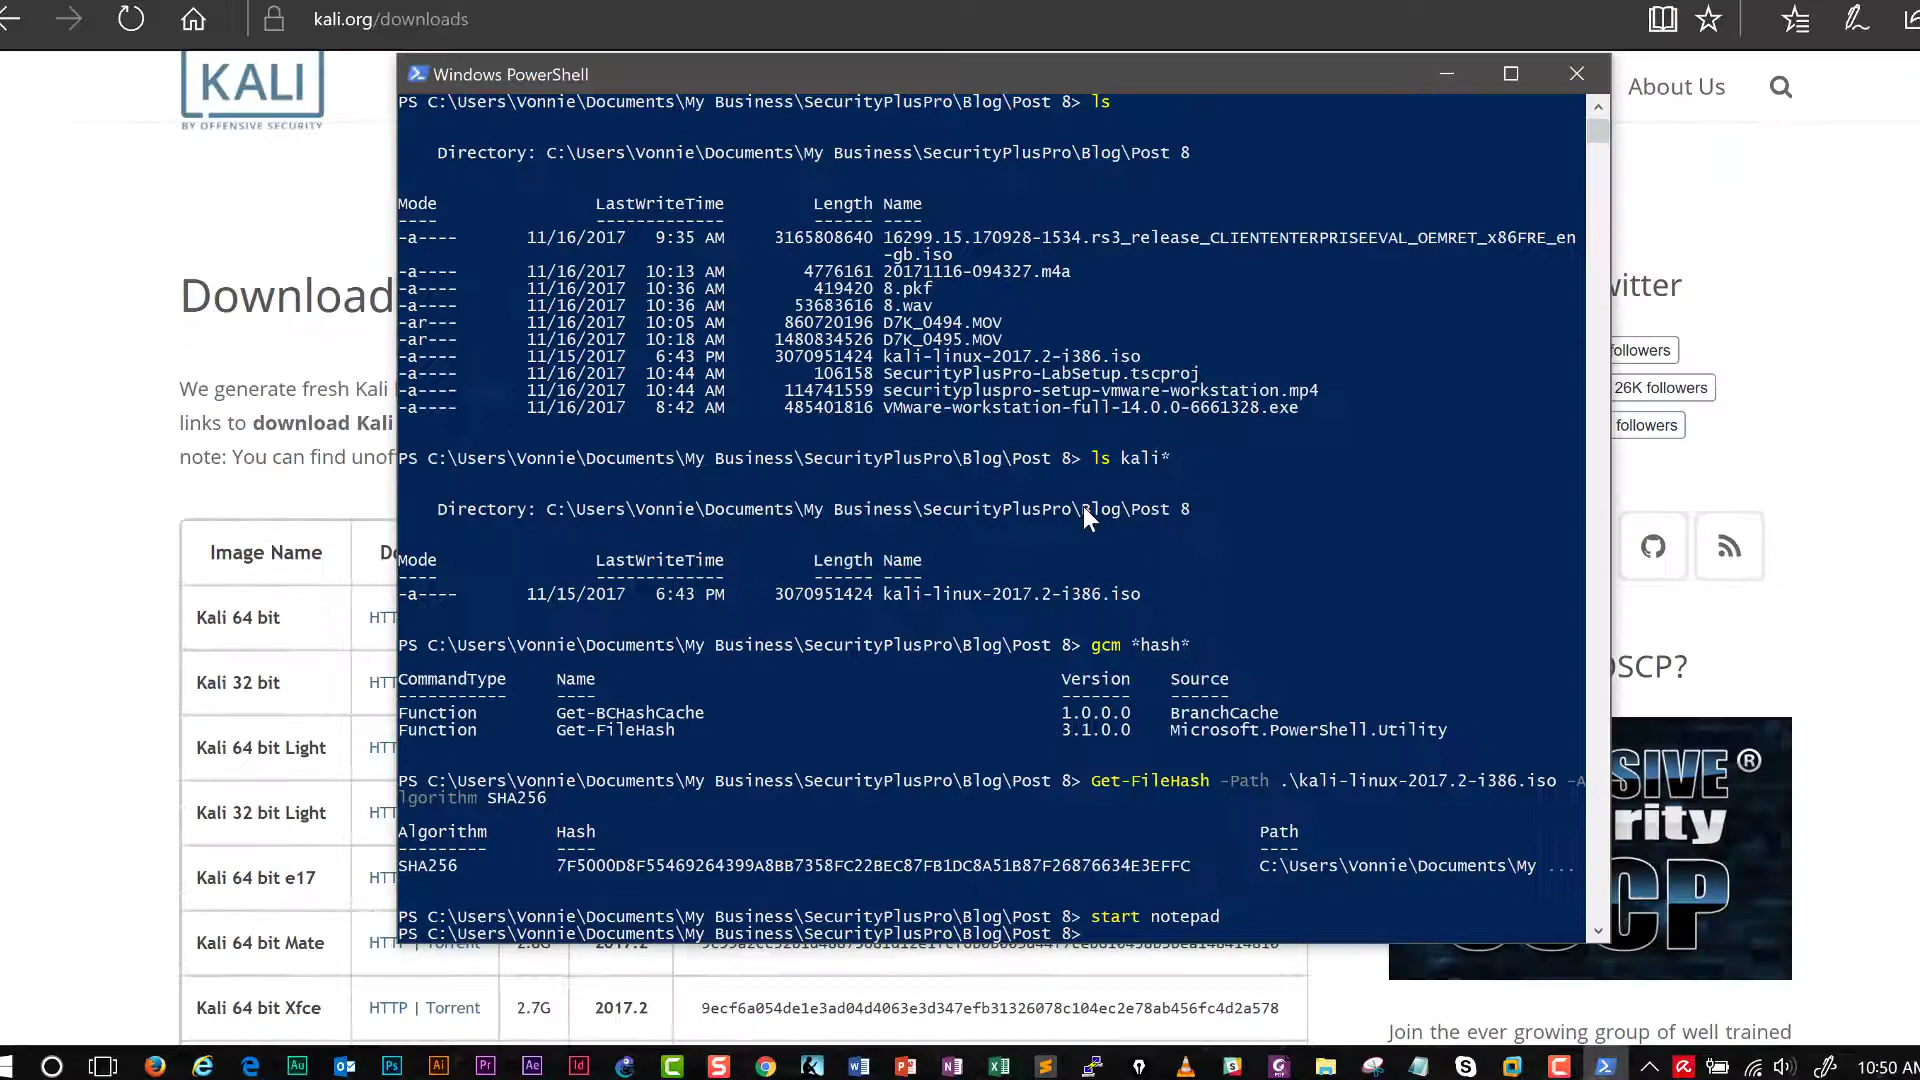 kali.org/downloads
KALI
BY OFFENSIVE SECURITY
Windows PowerShell
About Us
PS C:\Users\Vonnie\Documents\My Business\SecurityPlusPro\Blog\Post 8> ls
Directory: C:\Users\Vonnie\Documents\My Business\SecurityPlusPro\Blog\Post 8
Mode LastWriteTime Length Name
---- ------------- ------ ----
-a---- 11/16/2017 9:35 AM 3165808640 16299.15.170928-1534.rs3_release_CLIENTENTERPRISEEVAL_OEMRET_x86FRE_en
-gb.iso
-a---- 11/16/2017 10:13 AM 4776161 20171116-094327.m4a
-a---- 11/16/2017 10:36 AM 419420 8.pkf
-a---- 11/16/2017 10:36 AM 53683616 8.wav
-ar--- 11/16/2017 10:05 AM 860720196 D7K_0494.MOV
-ar--- 11/16/2017 10:18 AM 1480834526 D7K_0495.MOV
-a---- 11/15/2017 6:43 PM 3070951424 kali-linux-2017.2-i386.iso
-a---- 11/16/2017 10:44 AM 106158 SecurityPlusPro-LabSetup.tscproj
-a---- 11/16/2017 10:44 AM 114741559 securitypluspro-setup-vmware-workstation.mp4
-a---- 11/16/2017 8:42 AM 485401816 VMware-workstation-full-14.0.0-6661328.exe
PS C:\Users\Vonnie\Documents\My Business\SecurityPlusPro\Blog\Post 8> ls kali*
Directory: C:\Users\Vonnie\Documents\My Business\SecurityPlusPro\Blog\Post 8
Mode LastWriteTime Length Name
---- ------------- ------ ----
-a---- 11/15/2017 6:43 PM 3070951424 kali-linux-2017.2-i386.iso
PS C:\Users\Vonnie\Documents\My Business\SecurityPlusPro\Blog\Post 8> gcm *hash*
CommandType Name Version Source
----------- ---- ------- ------
Function Get-BCHashCache 1.0.0.0 BranchCache
Function Get-FileHash 3.1.0.0 Microsoft.PowerShell.Utility
PS C:\Users\Vonnie\Documents\My Business\SecurityPlusPro\Blog\Post 8> Get-FileHash -Path .\kali-linux-2017.2-i386.iso -A
lgorithm SHA256
Algorithm Hash Path
--------- ---- ----
SHA256 7F5000D8F55469264399A8BB7358FC22BEC87FB1DC8A51B87F26876634E3EFFC C:\Users\Vonnie\Documents\My ...
PS C:\Users\Vonnie\Documents\My Business\SecurityPlusPro\Blog\Post 8> start notepad
PS C:\Users\Vonnie\Documents\My Business\SecurityPlusPro\Blog\Post 8>
Download
We generate fresh Kali
links to download Kali
note: You can find unof
Image Name
Kali 64 bit HTT
Kali 32 bit HTT
Kali 64 bit Light HTT
Kali 32 bit Light HTT
Kali 64 bit e17 HTT
Kali 64 bit Mate
Kali 64 bit Xfce HTTP | Torrent 2.7G 2017.2 9ecf6a054de1e3ad04d4063e3d347efb31326078c104ec2e78ab456fc4d2a578
witter
followers
26K followers
followers
OSCP?
SIVE
®
rity
CP
Join the ever growing group of well trained
10:50 AM